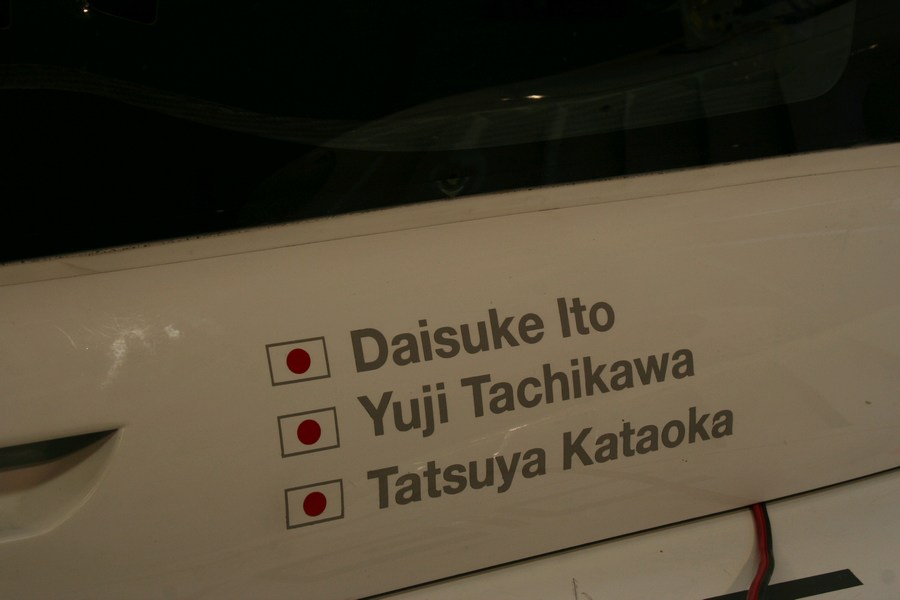 Daisuke Ito
Yuji Tachikawa
Tatsuya Kataoka